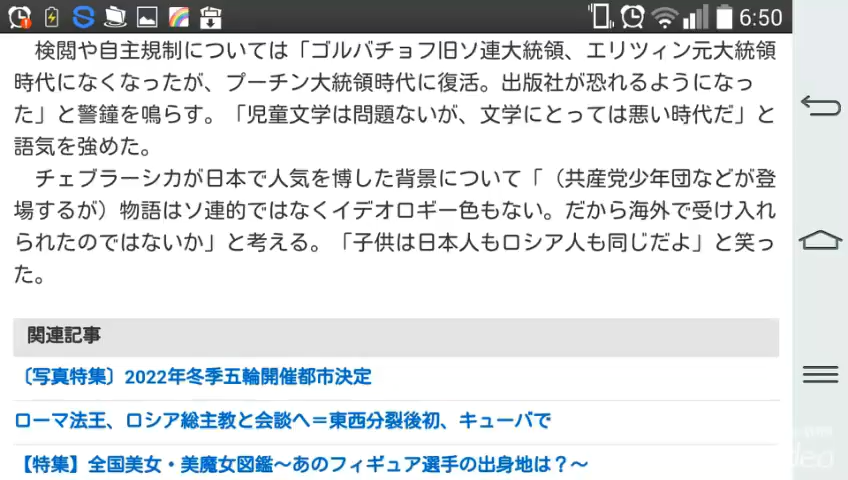 6:50
検閲や自主規制については「ゴルバチョフ旧ソ連大統領、エリツィン元大統領
時代になくなったが、プーチン大統領時代に復活。出版社が恐れるようになっ
た」と警鐘を鳴らす。「児童文学は問題ないが、文学にとっては悪い時代だ」と
語気を強めた。
チェブラーシカが日本で人気を博した背景について「（共産党少年団などが登
場するが）物語はソ連的ではなくイデオロギー色もない。だから海外で受け入れ
られたのではないか」と考える。「子供は日本人もロシア人も同じだよ」と笑っ
た。
関連記事
〔写真特集〕2022年冬季五輪開催都市決定
ローマ法王、ロシア総主教と会談へ＝東西分裂後初、キューバで
【特集】全国美女・美魔女図鑑～あのフィギュア選手の出身地は？～